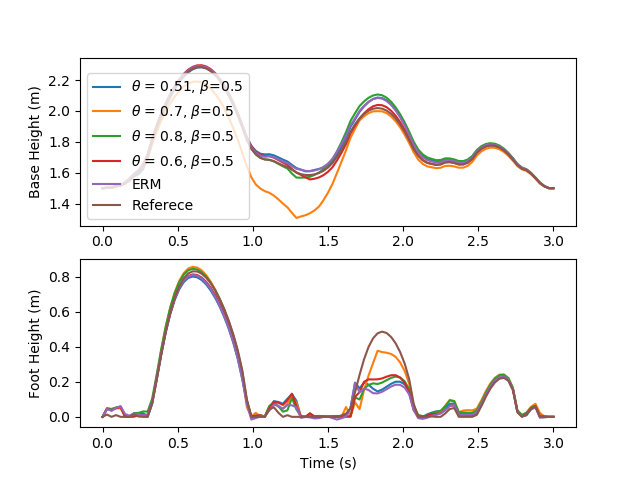 2.2
2.0
1.8
1.6
1.4
Base Height (m)
θ = 0.51, β=0.5
θ = 0.7, β=0.5
θ = 0.8, β=0.5
θ = 0.6, β=0.5
ERM
Referece
0.0 0.5 1.0 1.5 2.0 2.5 3.0
0.8
0.6
0.4
0.2
0.0
Foot Height (m)
0.0 0.5 1.0 1.5 2.0 2.5 3.0
Time (s)